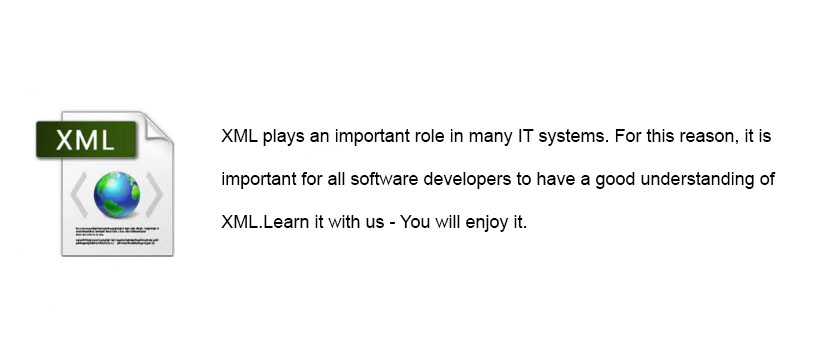 XML
XML plays an important role in many IT systems. For this reason, it is
important for all software developers to have a good understanding of
XML.Learn it with us - You will enjoy it.